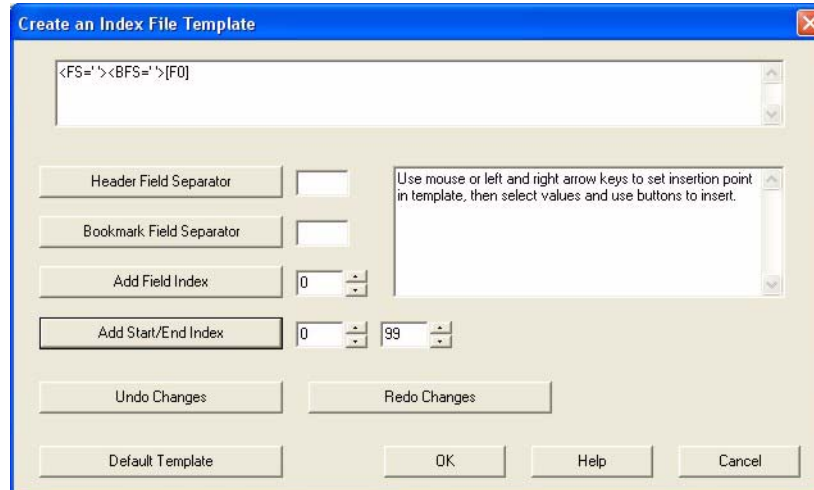 Create an Index File Template
<FS=' '><BFS=' '>[F0]
Header Field Separator
Use mouse or left and right arrow keys to set insertion point
in template, then select values and use buttons to insert.
Bookmark Field Separator
Add Field Index 0
Add Start/End Index 0 99
Undo Changes Redo Changes
Default Template OK Help Cancel